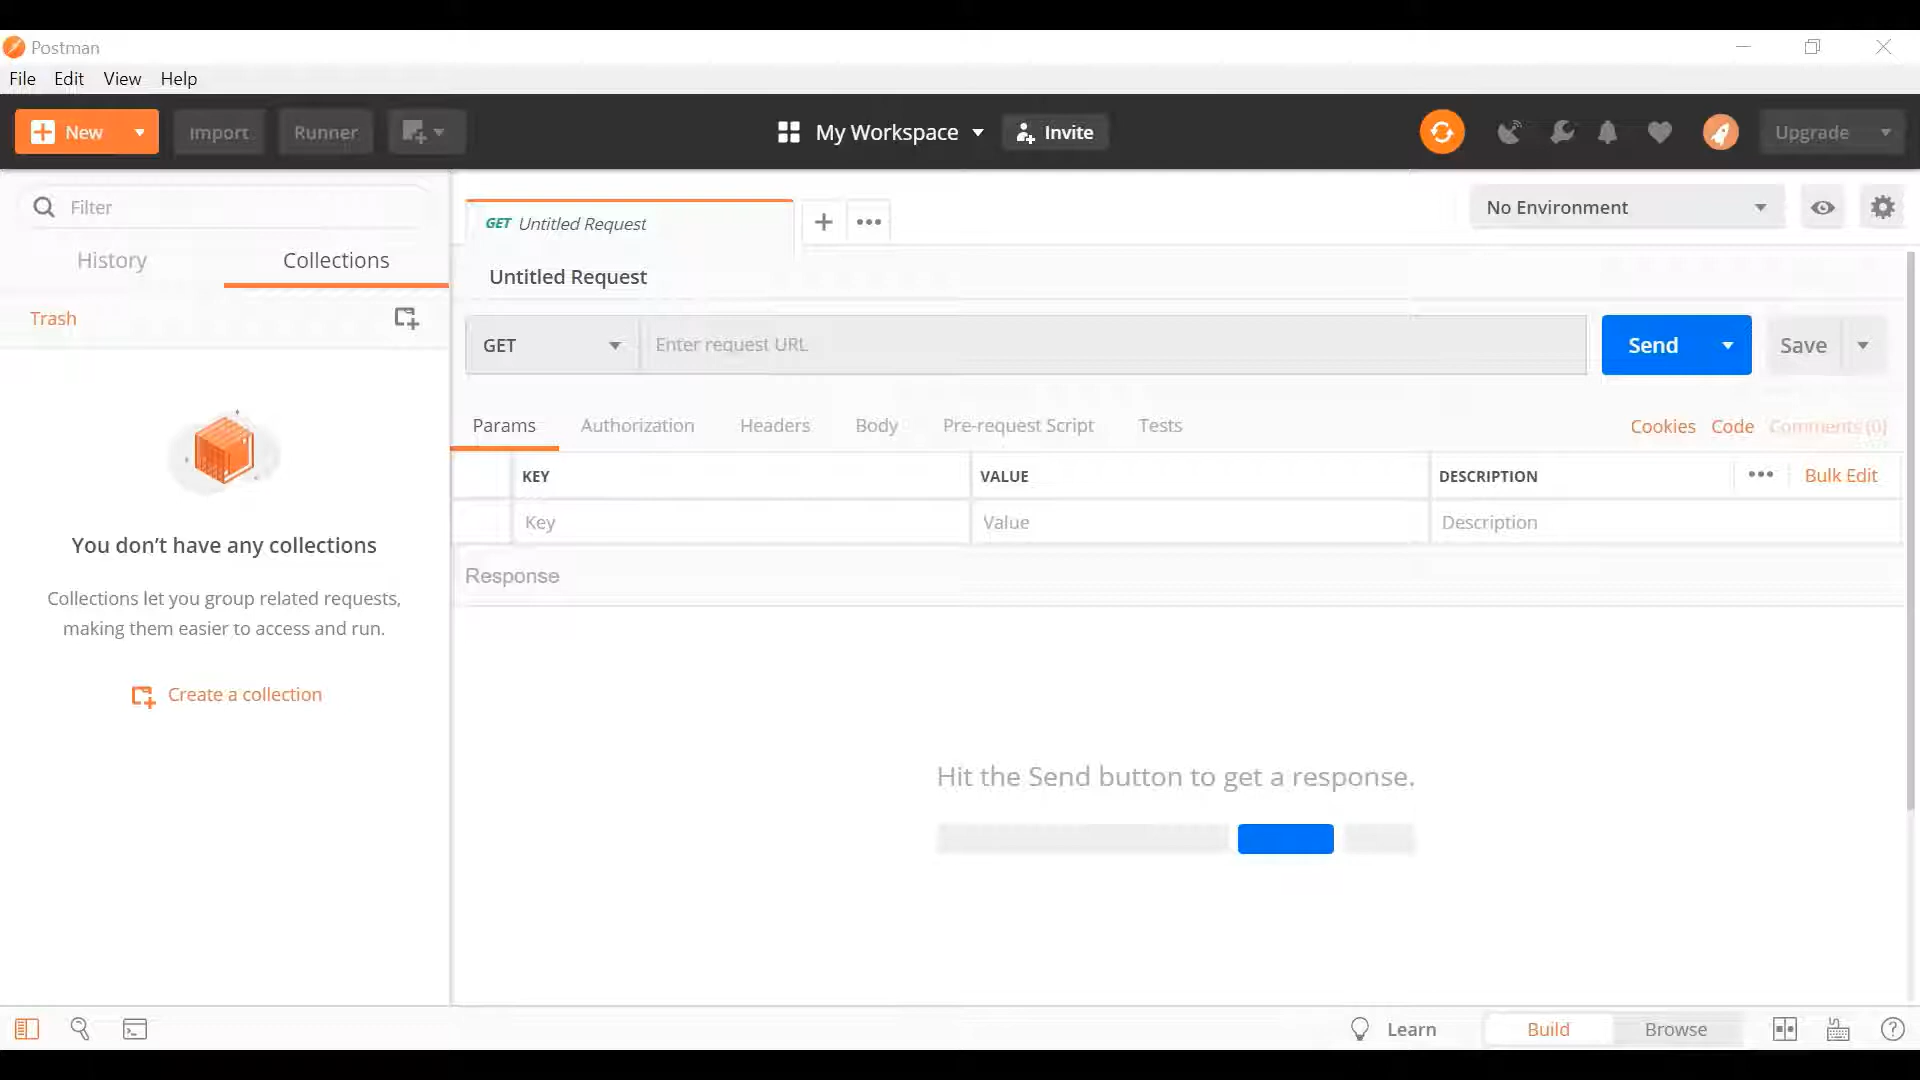 Postman
File Edit View Help
New Import Runner My Workspace Invite Upgrade
Filter
History Collections
Trash
You don’t have any collections
Collections let you group related requests,
making them easier to access and run.
Create a collection
GET Untitled Request
No Environment
Untitled Request
GET Enter request URL Send Save
Params Authorization Headers Body Pre-request Script Tests Cookies Code Comments (0)
KEY VALUE DESCRIPTION Bulk Edit
Key Value Description
Response
Hit the Send button to get a response.
Learn Build Browse